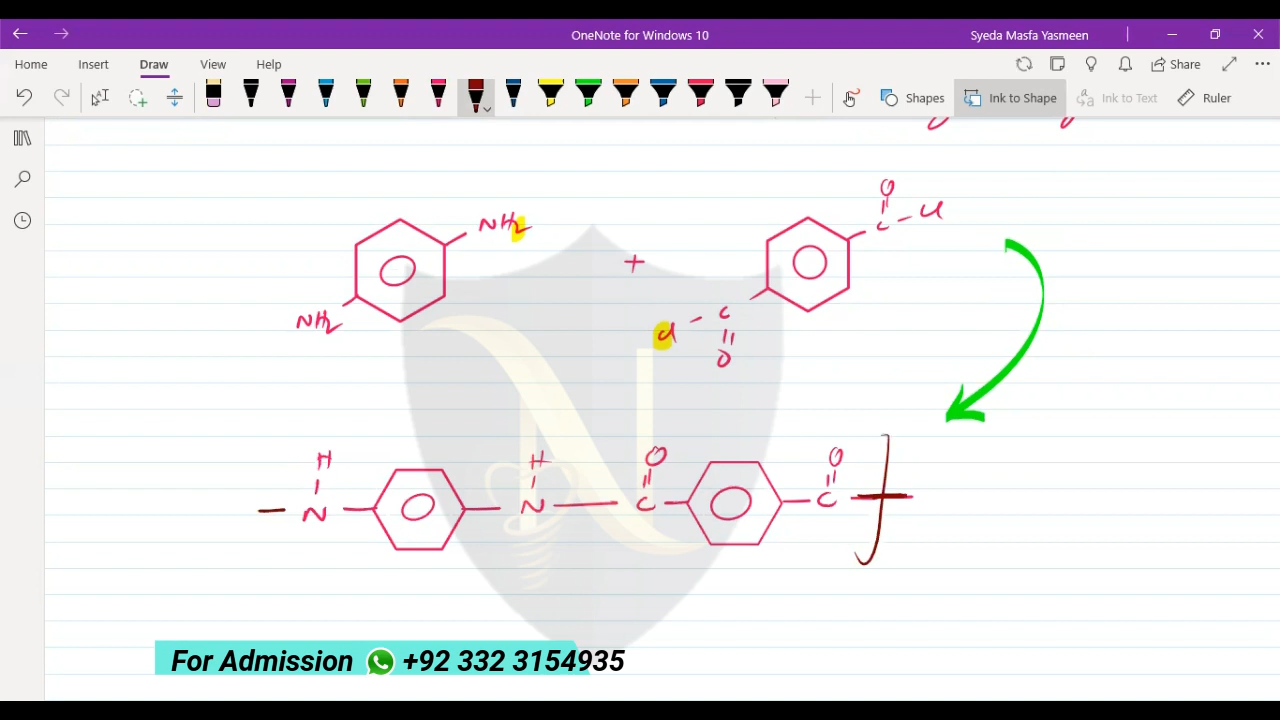 OneNote for Windows 10
Syeda Masfa Yasmeen
Home Insert Draw View Help
Share
Shapes Ink to Shape Ink to Text Ruler
O
NH2 C - Cl
+
NH2 Cl - C
O
H H O O
- N N C C
For Admission +92 332 3154935